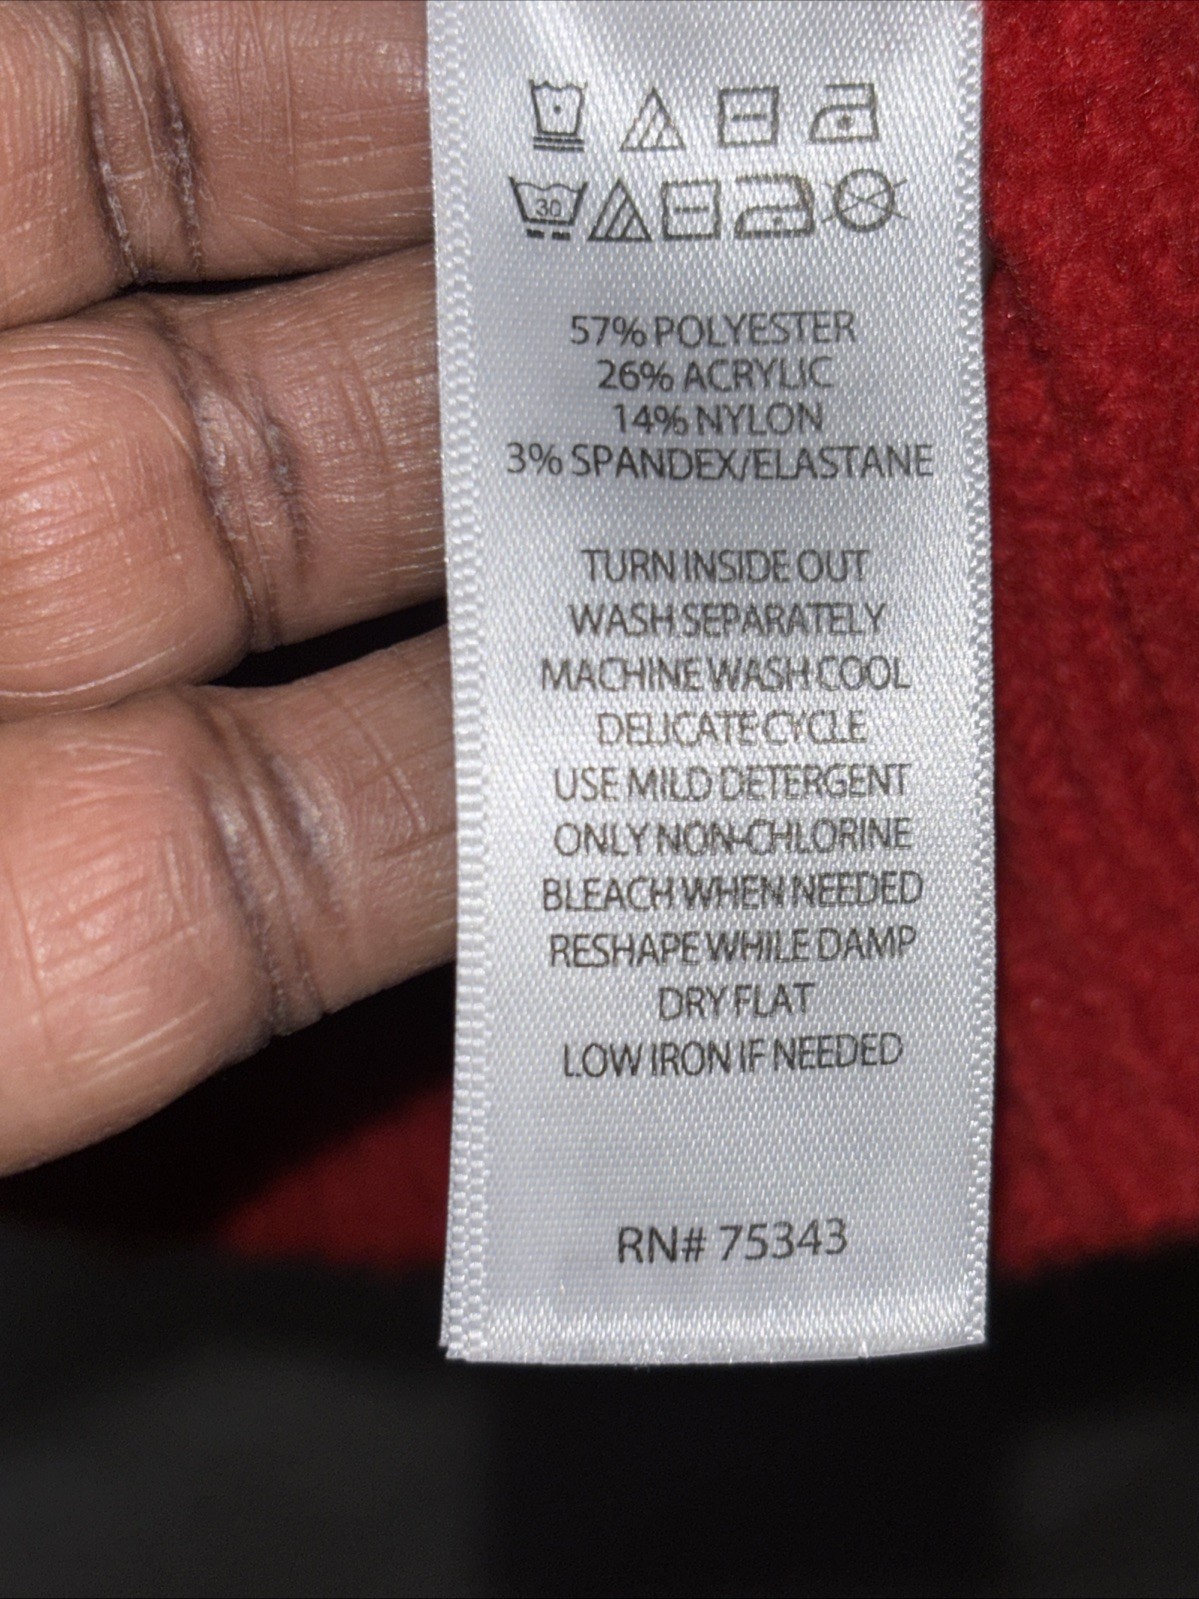 30
57% POLYESTER
26% ACRYLIC
14% NYLON
3% SPANDEX/ELASTANE
TURN INSIDE OUT
WASH SEPARATELY
MACHINE WASH COOL
DELICATE CYCLE
USE MILD DETERGENT
ONLY NON-CHLORINE
BLEACH WHEN NEEDED
RESHAPE WHILE DAMP
DRY FLAT
LOW IRON IF NEEDED
RN# 75343